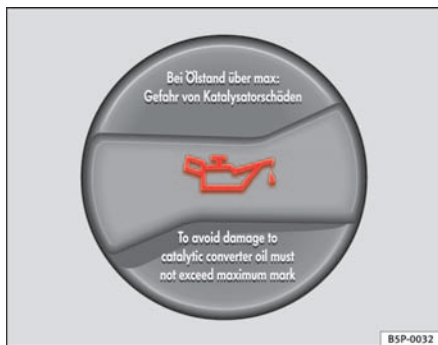 Bei Ölstand über max:
Gefahr von Katalysatorschäden
To avoid damage to
catalytic converter oil must
not exceed maximum mark
B5P-0032